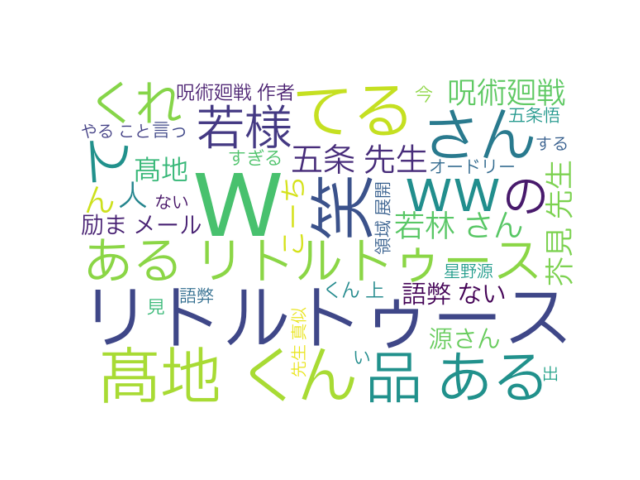 くれ
呪術廻戦 作者
てる
今
呪術廻戦
若様
さん
五条悟
やる こと言っ
て
髙地
すぎる
五条 先生
オードリー
する
ん
人
ない
w
笑
ww
の
芥見 先生
励ま メール
こーち
領域 展開
若林 さん
ある リトルトゥース
星野源
見
語弊
くん 上
語弊 ない
リトルトゥース
源さん
髙地 くん
先生 真似
い
品 ある
出